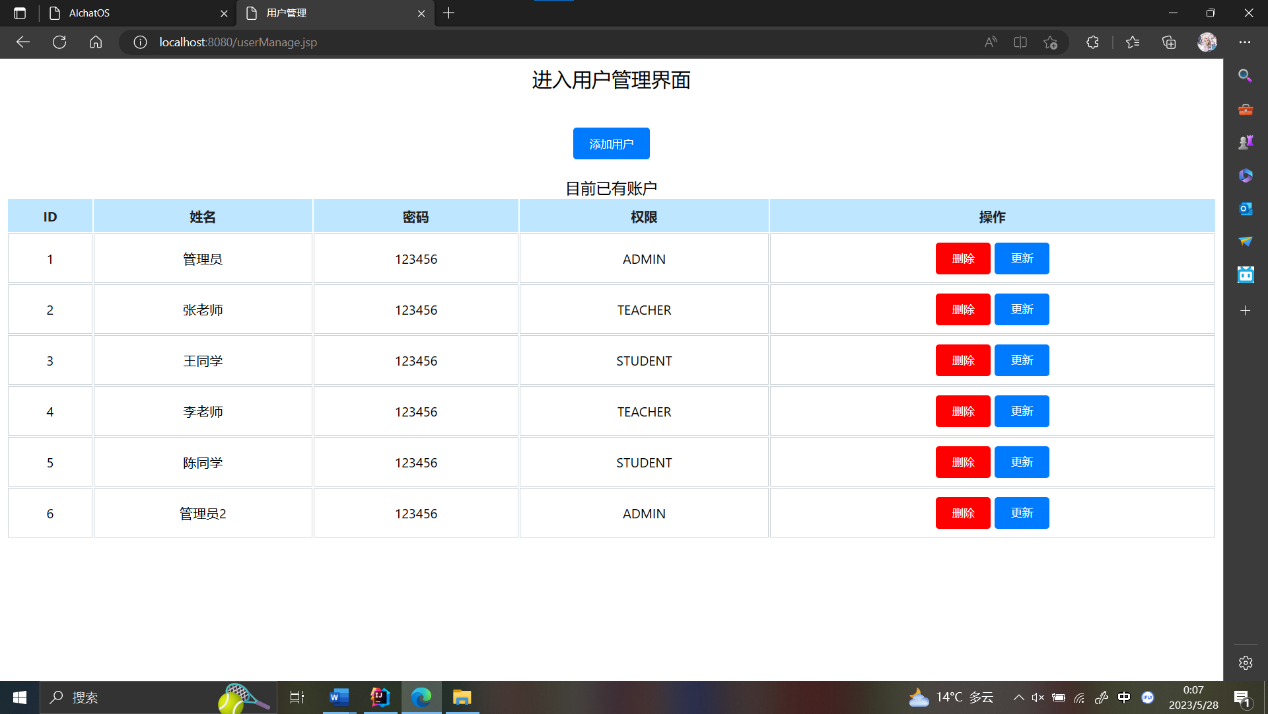 AIchatOS
用户管理
localhost:8080/userManage.jsp
进入用户管理界面
添加用户
目前已有账户
ID 姓名 密码 权限 操作
1 管理员 123456 ADMIN 删除 更新
2 张老师 123456 TEACHER 删除 更新
3 王同学 123456 STUDENT 删除 更新
4 李老师 123456 TEACHER 删除 更新
5 陈同学 123456 STUDENT 删除 更新
6 管理员2 123456 ADMIN 删除 更新
搜索
14°C 多云
中
0:07
2023/5/28
1